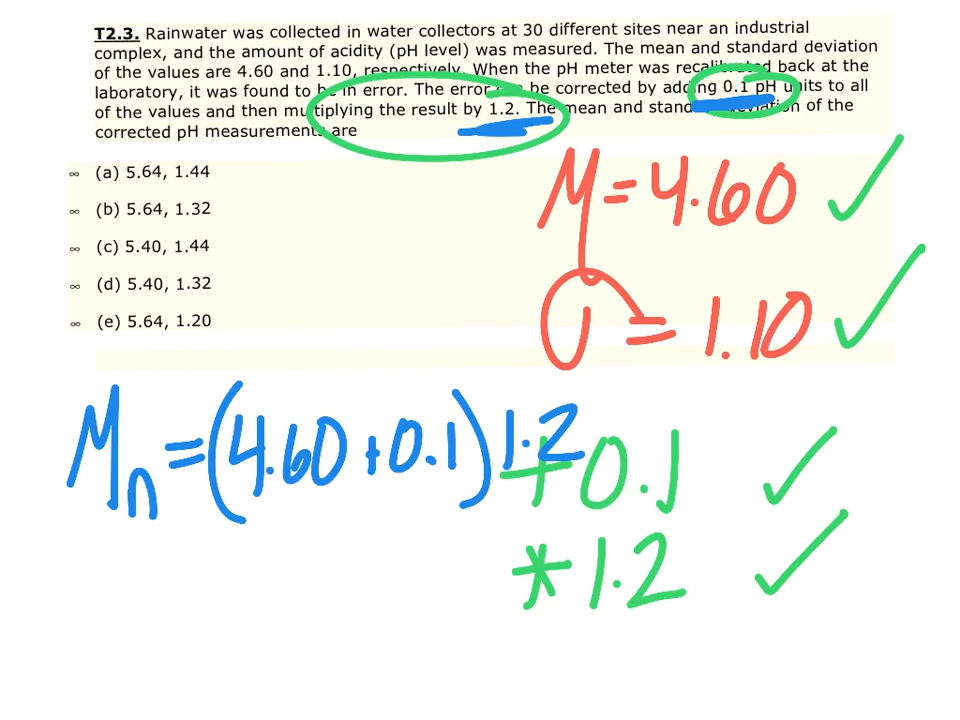 T2.3. Rainwater was collected in water collectors at 30 different sites near an industrial
complex, and the amount of acidity (pH level) was measured. The mean and standard deviation
of the values are 4.60 and 1.10, respectively. When the pH meter was recalibrated back at the
laboratory, it was found to be in error. The error can be corrected by adding 0.1 pH units to all
of the values and then multiplying the result by 1.2. The mean and standard deviation of the
corrected pH measurements are
∞ (a) 5.64, 1.44
∞ (b) 5.64, 1.32
∞ (c) 5.40, 1.44
∞ (d) 5.40, 1.32
∞ (e) 5.64, 1.20
M = 4.60 ✓
σ = 1.10 ✓
Mn = (4.60 + 0.1) 1.2
+ 0.1 ✓
* 1.2 ✓